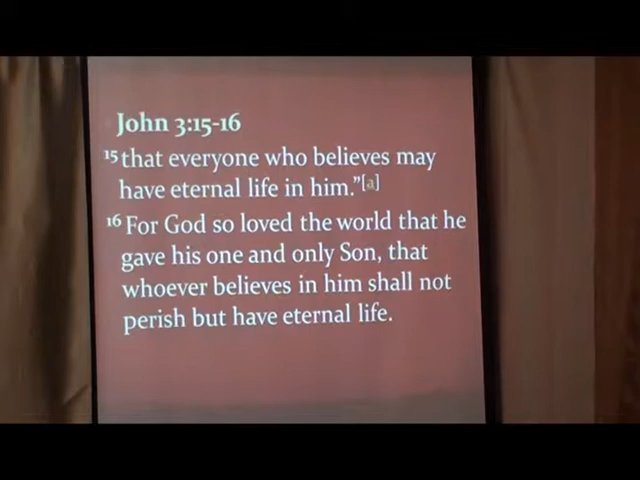 John 3:15-16
15 that everyone who believes may
have eternal life in him.”[a]
16 For God so loved the world that he
gave his one and only Son, that
whoever believes in him shall not
perish but have eternal life.